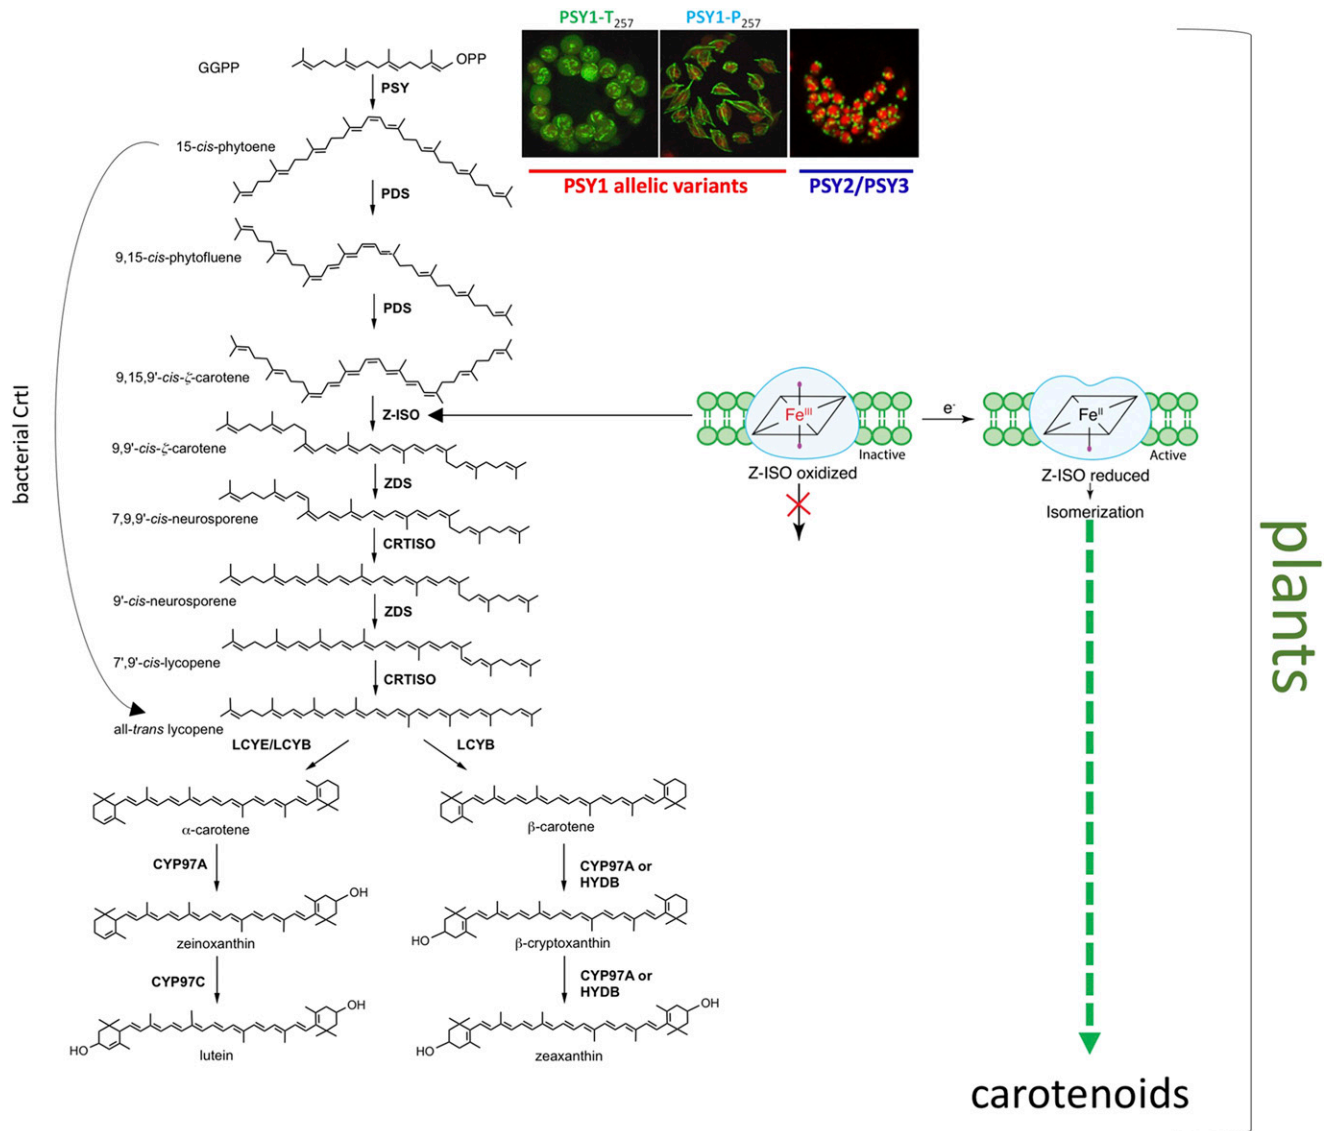 PSY1-T257
PSY1-P257
GGPP
OPP
PSY
15-cis-phytoene
PSY1 allelic variants
PSY2/PSY3
PDS
9,15-cis-phytofluene
PDS
9,15,9'-cis-ζ-carotene
bacterial CrtI
Z-ISO
9,9'-cis-ζ-carotene
FeIII
e-
FeII
Inactive
Active
Z-ISO oxidized
Z-ISO reduced
Isomerization
ZDS
7,9,9'-cis-neurosporene
CRTISO
9'-cis-neurosporene
ZDS
7',9'-cis-lycopene
CRTISO
all-trans lycopene
LCYE/LCYB
LCYB
α-carotene
β-carotene
CYP97A
CYP97A or
HYDB
OH
zeinoxanthin
HO
β-cryptoxanthin
CYP97C
CYP97A or
HYDB
OH
HO
lutein
OH
HO
zeaxanthin
carotenoids
plants